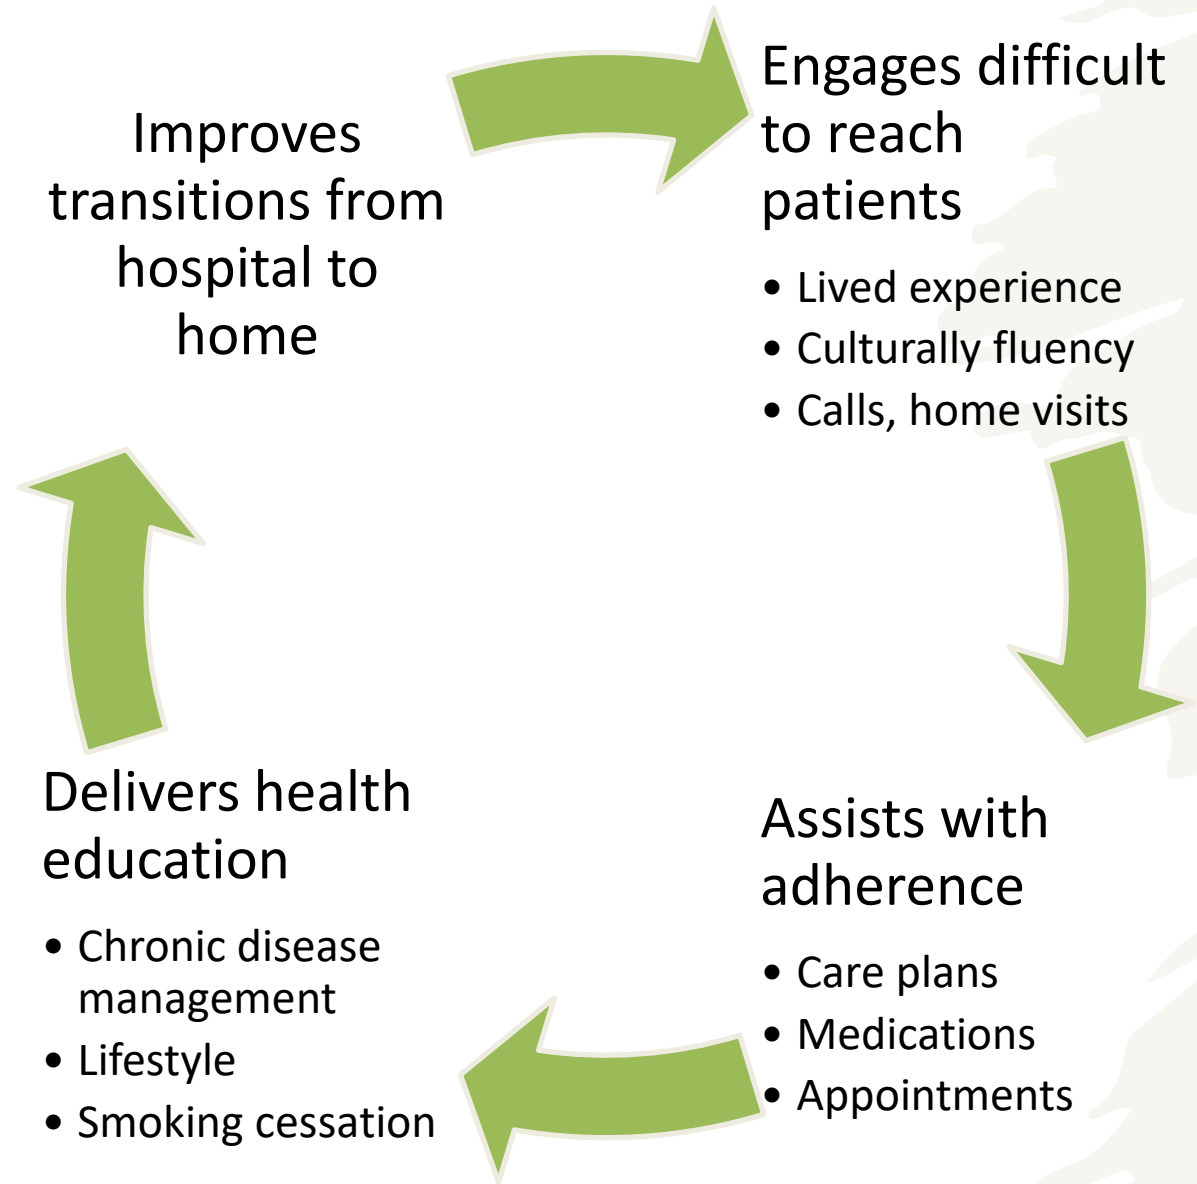 Improves
transitions from
hospital to
home
Engages difficult
to reach
patients
• Lived experience
• Culturally fluency
• Calls, home visits
Assists with
adherence
• Care plans
• Medications
• Appointments
Delivers health
education
• Chronic disease
management
• Lifestyle
• Smoking cessation